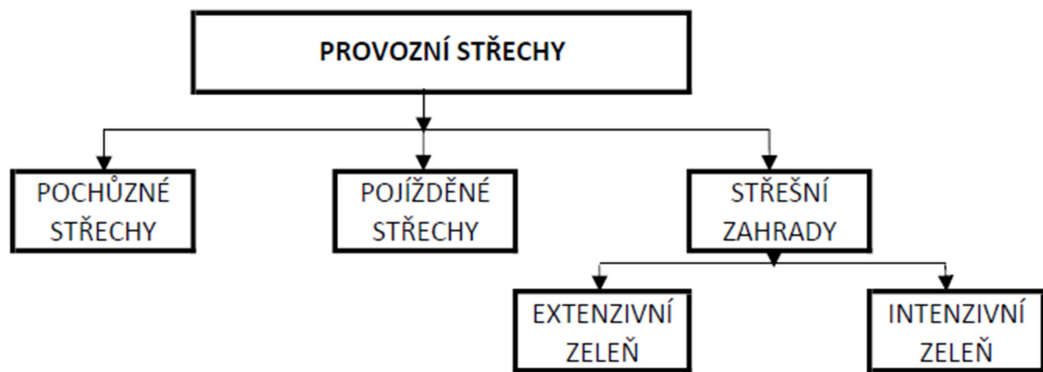 PROVOZNÍ STŘECHY
POCHŮZNÉ
STŘECHY
POJÍŽDĚNÉ
STŘECHY
STŘEŠNÍ
ZAHRADY
EXTENZIVNÍ
ZELEŇ
INTENZIVNÍ
ZELEŇ